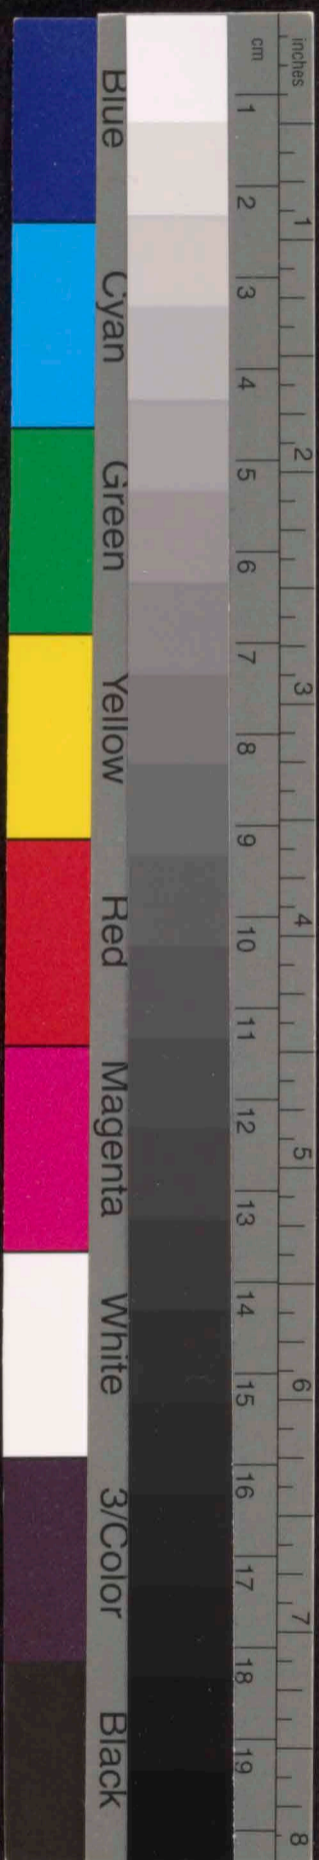 inches 1 2 3 4 5 6 7 8
cm 1 2 3 4 5 6 7 8 9 10 11 12 13 14 15 16 17 18 19
Blue Cyan Green Yellow Red Magenta White 3/Color Black